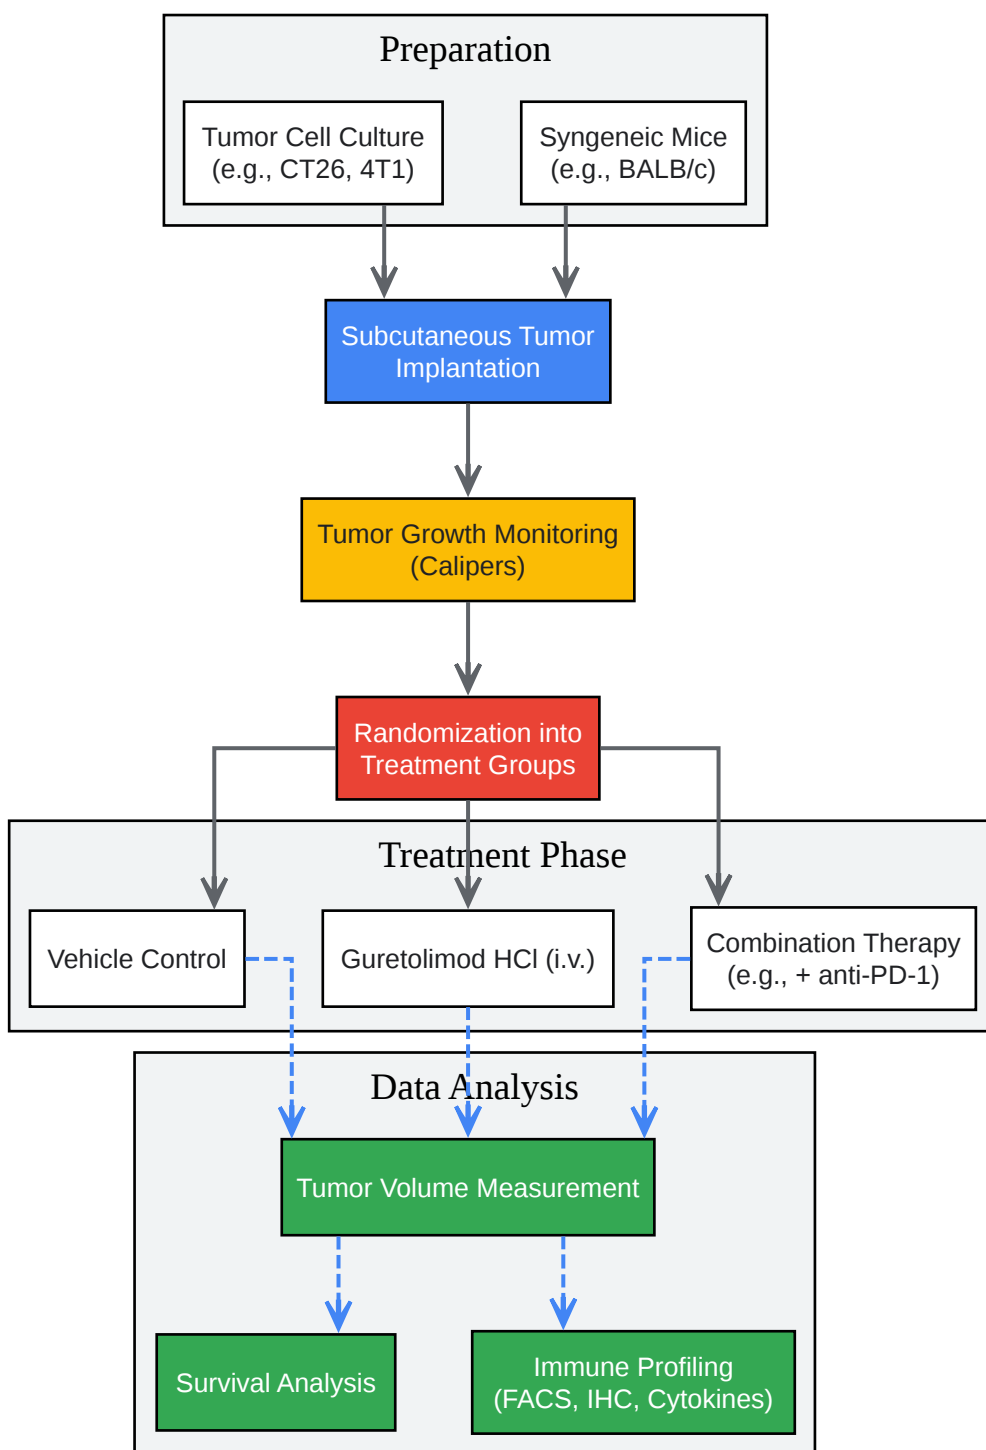 Preparation
Tumor Cell Culture
(e.g., CT26, 4T1)
Syngeneic Mice
(e.g., BALB/c)
Subcutaneous Tumor
Implantation
Tumor Growth Monitoring
(Calipers)
Randomization into
Treatment Groups
Treatment Phase
Vehicle Control
Guretolimod HCl (i.v.)
Combination Therapy
(e.g., + anti-PD-1)
Data Analysis
Tumor Volume Measurement
Survival Analysis
Immune Profiling
(FACS, IHC, Cytokines)